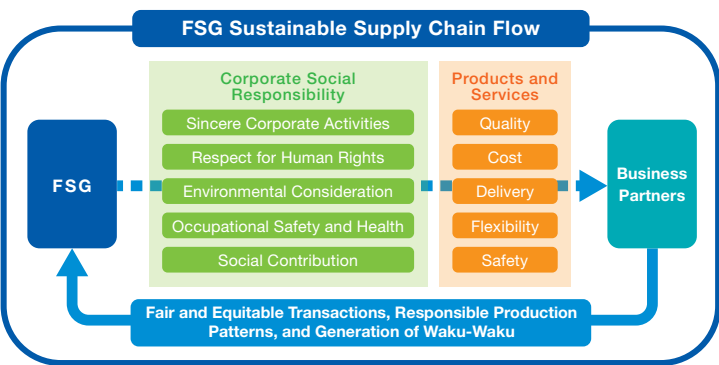 FSG Sustainable Supply Chain Flow
Corporate Social
Responsibility
Sincere Corporate Activities
Respect for Human Rights
Environmental Consideration
Occupational Safety and Health
Social Contribution
Products and
Services
Quality
Cost
Delivery
Flexibility
Safety
FSG
Business
Partners
Fair and Equitable Transactions, Responsible Production
Patterns, and Generation of Waku-Waku